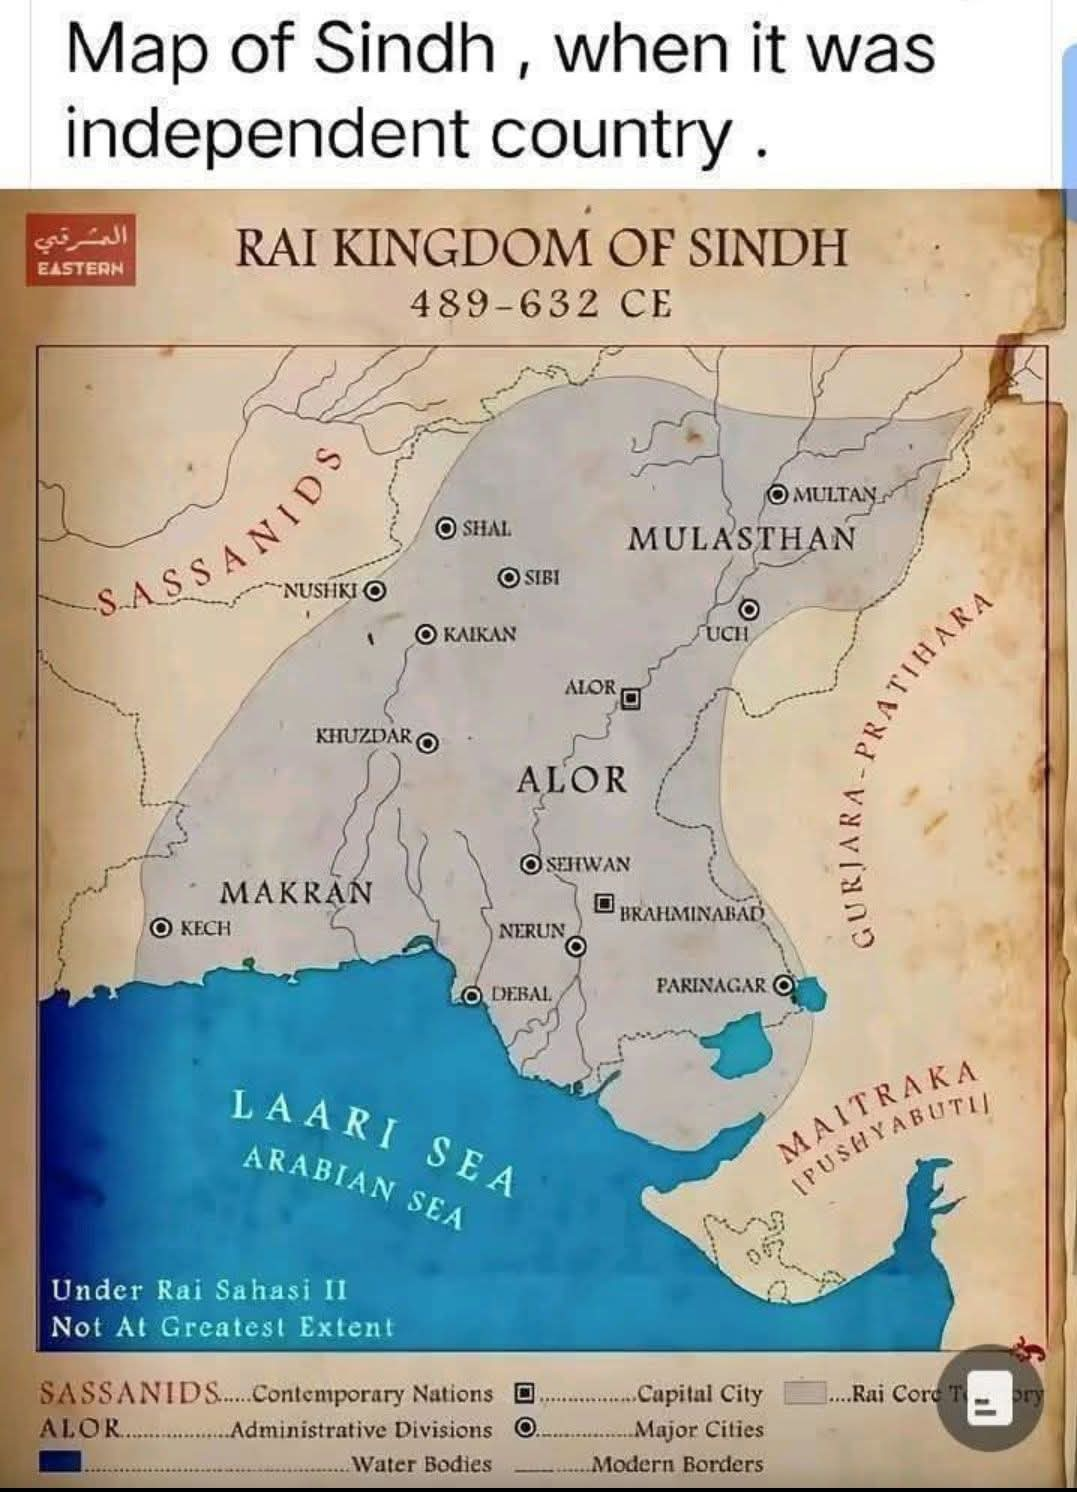 Map of Sindh , when it was
independent country .
المشرقي
EASTERN
RAI KINGDOM OF SINDH
489-632 CE
SASSANIDS
MULTAN
MULASTHAN
SHAL
SIBI
NUSHKI
KAIKAN
UCH
ALOR
KHUZDAR
ALOR
GURJARA-PRATIHARA
SEHWAN
MAKRAN
BRAHMINABAD
KECH
NERUN
PARINAGAR
DEBAL
LAARI SEA
ARABIAN SEA
MAITRAKA
[PUSHYABUTI]
Under Rai Sahasi II
Not At Greatest Extent
SASSANIDS.....Contemporary Nations
...............Capital City
....Rai Core
ALOR..................Administrative Divisions
...............Major Cities
...........................Water Bodies
.......Modern Borders